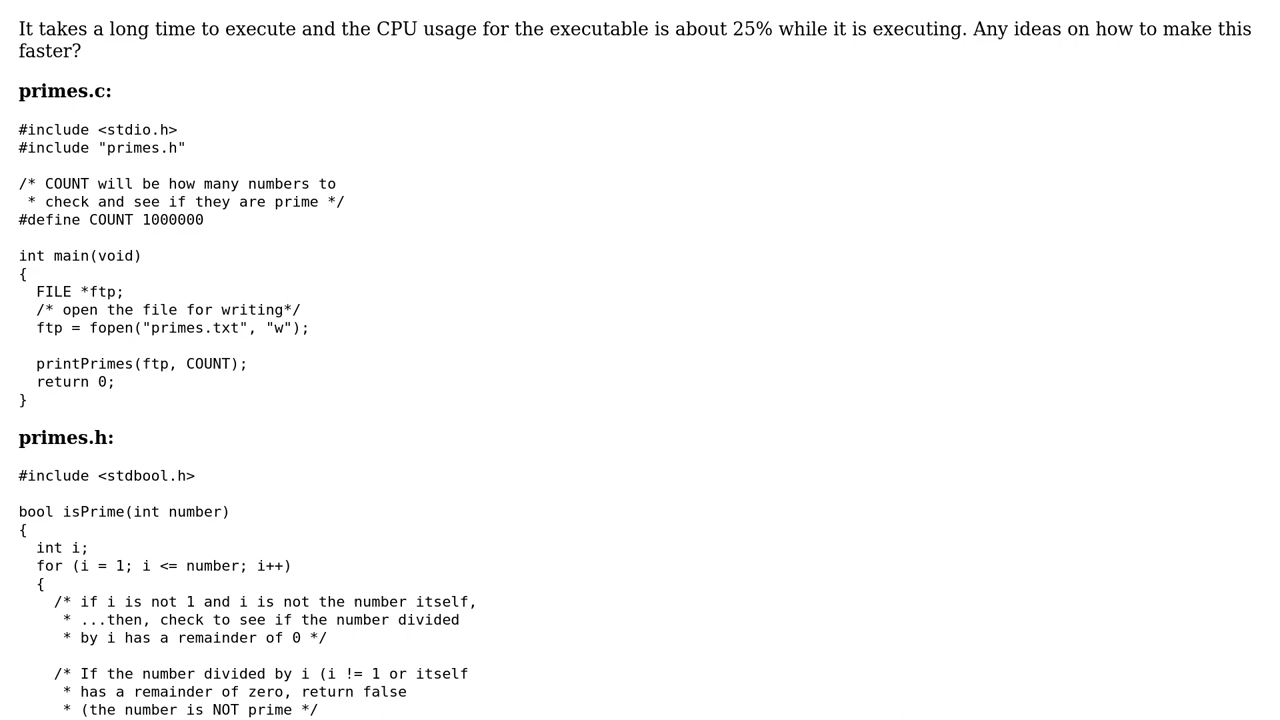 It takes a long time to execute and the CPU usage for the executable is about 25% while it is executing. Any ideas on how to make this
faster?
primes.c:
#include <stdio.h>
#include "primes.h"
/* COUNT will be how many numbers to
 * check and see if they are prime */
#define COUNT 1000000
int main(void)
{
  FILE *ftp;
  /* open the file for writing*/
  ftp = fopen("primes.txt", "w");
  printPrimes(ftp, COUNT);
  return 0;
}
primes.h:
#include <stdbool.h>
bool isPrime(int number)
{
  int i;
  for (i = 1; i <= number; i++)
  {
    /* if i is not 1 and i is not the number itself,
     * ...then, check to see if the number divided
     * by i has a remainder of 0 */
    /* If the number divided by i (i != 1 or itself
     * has a remainder of zero, return false
     * (the number is NOT prime */